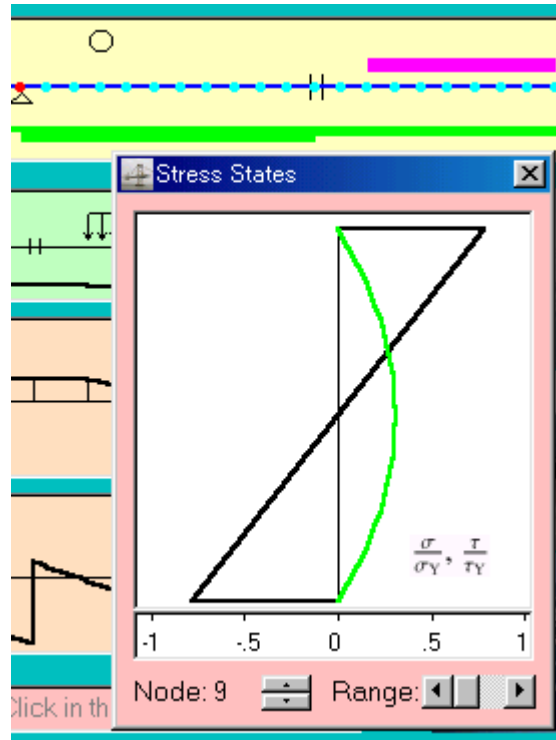 Stress States
σ/σY, τ/τY
-1 -.5 0 .5 1
Node: 9 Range:
Click in th